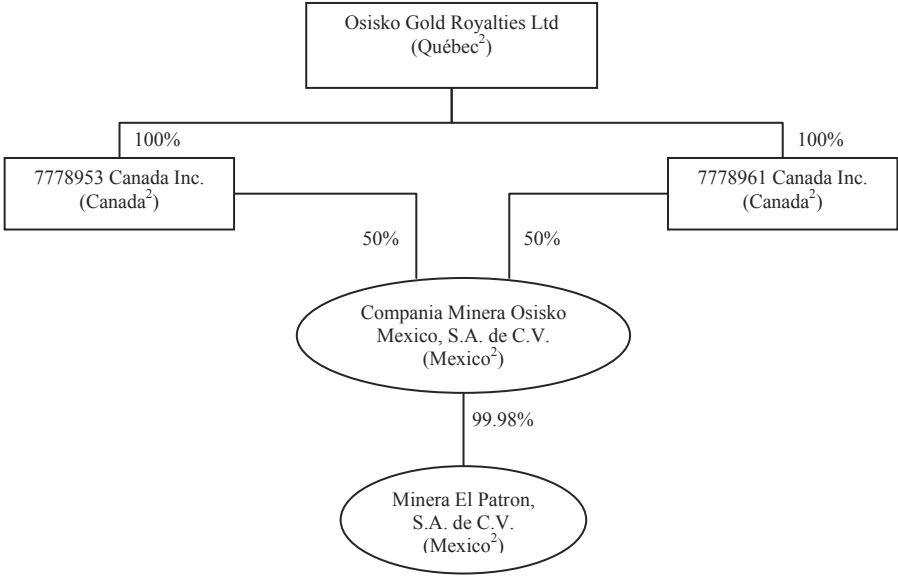 Osisko Gold Royalties Ltd
(Québec²)
100%
100%
7778953 Canada Inc.
(Canada²)
7778961 Canada Inc.
(Canada²)
50%
50%
Compania Minera Osisko
Mexico, S.A. de C.V.
(Mexico²)
99.98%
Minera El Patron,
S.A. de C.V.
(Mexico²)